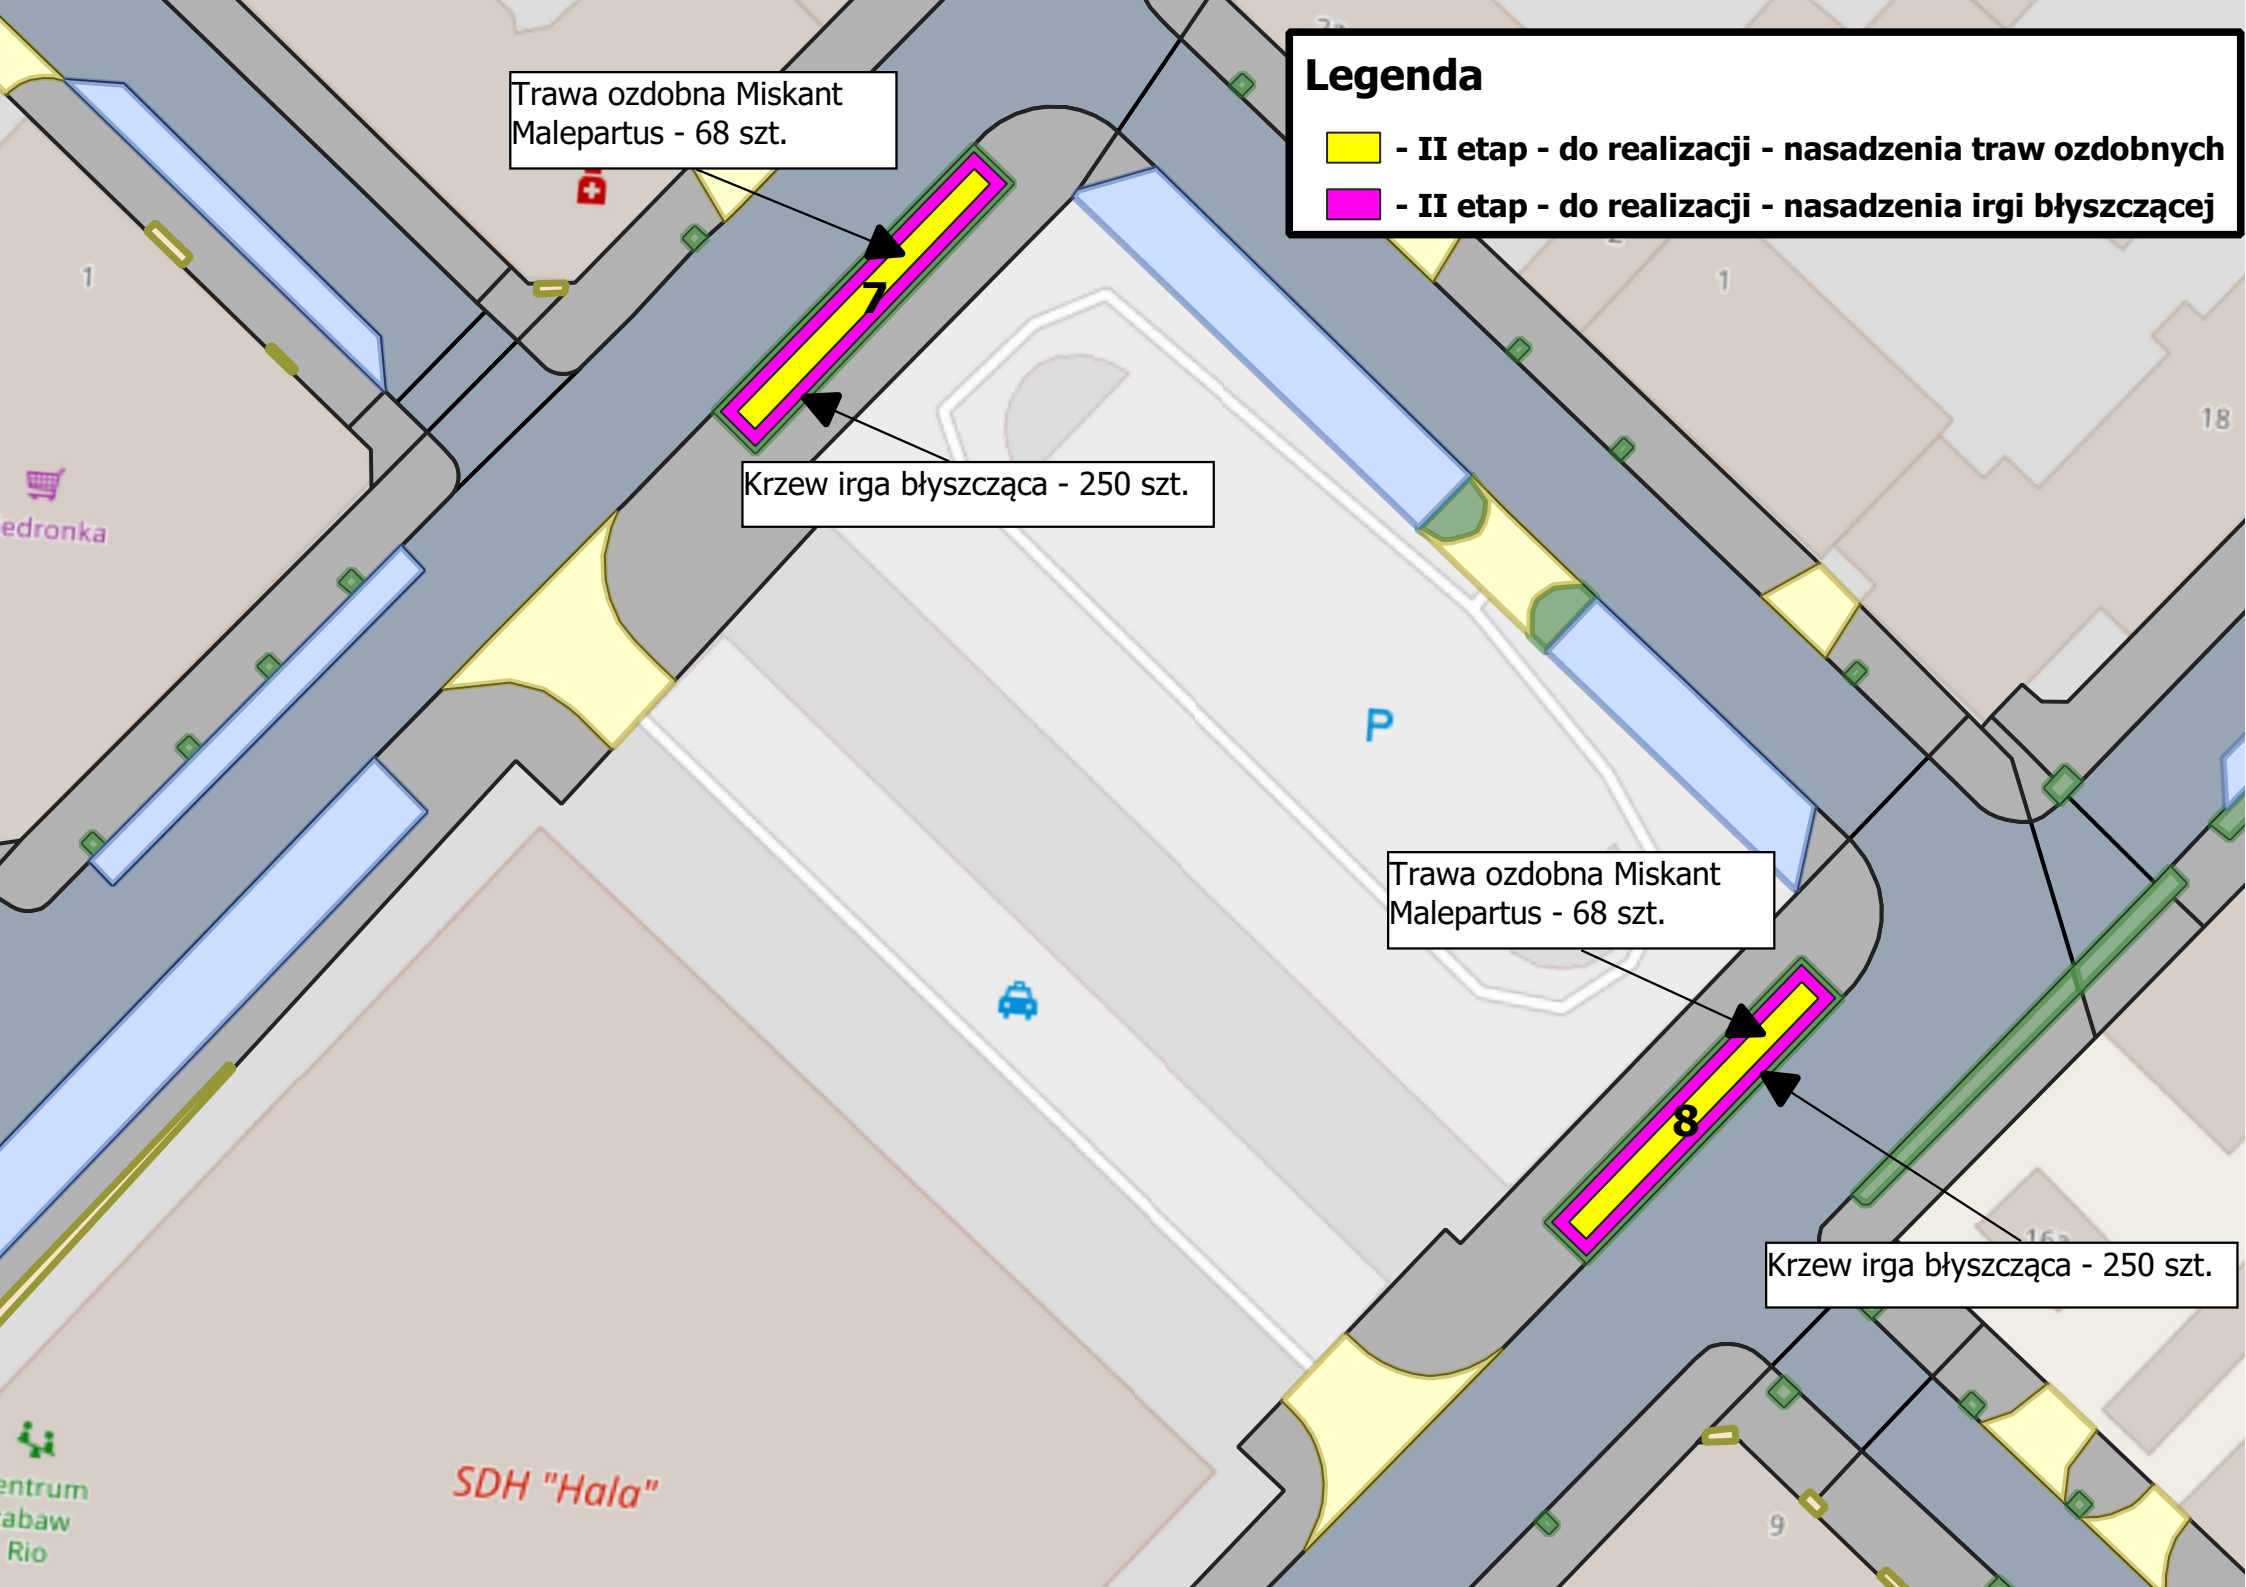 Legenda
- II etap - do realizacji - nasadzenia traw ozdobnych
- II etap - do realizacji - nasadzenia irgi błyszczącej
Trawa ozdobna Miskant
Malepartus - 68 szt.
1
1
7
18
Krzew irga błyszcząca - 250 szt.
edronka
P
Trawa ozdobna Miskant
Malepartus - 68 szt.
8
Krzew irga błyszcząca - 250 szt.
SDH "Hala"
entrum
abaw
Rio
9